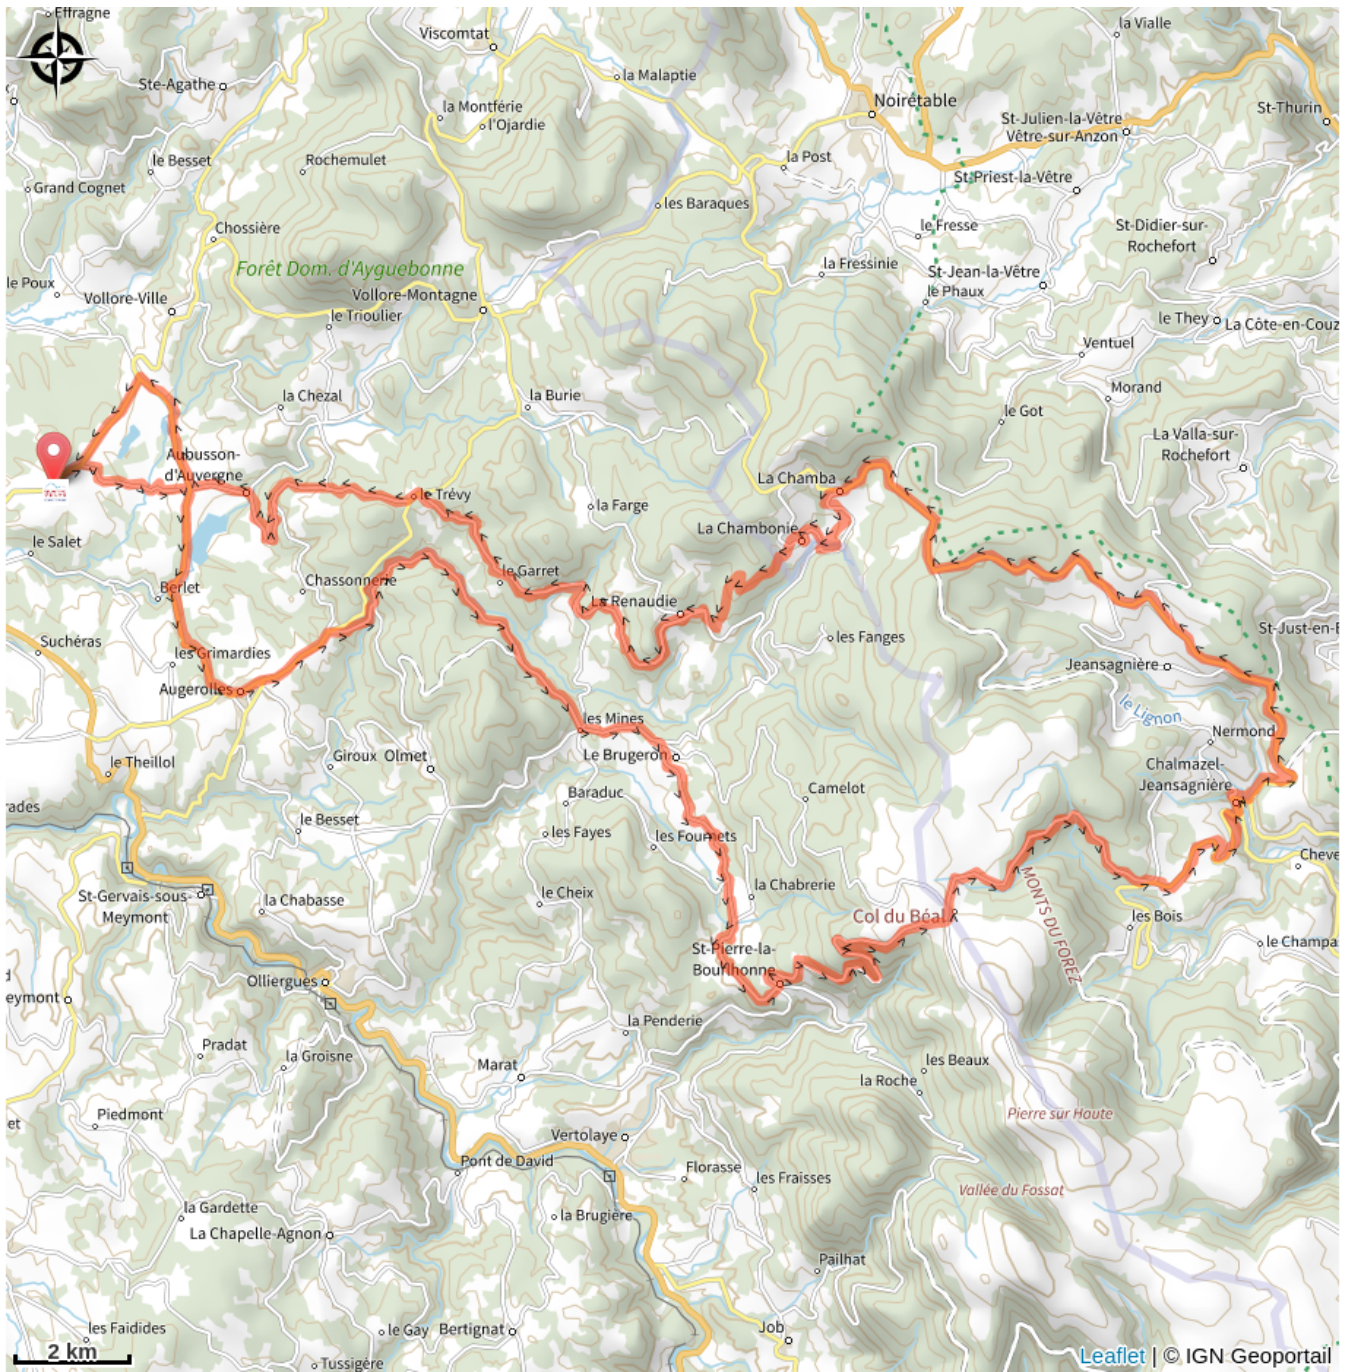 Effragne
Viscomtat
la Vialle
la Malaptie
Ste-Agathe
Noirétable
St-Thurin
la Montférie
l'Ojardie
St-Julien-la-Vêtre
Vêtre-sur-Anzon
le Besset
Rochemulet
la Post
Grand Cognet
St-Priest-la-Vêtre
les Baraques
Chossière
le Fresse
St-Didier-sur-
Rochefort
Forêt Dom. d'Ayguebonne
la Fressinie
St-Jean-la-Vêtre
le Poux
Vollore-Ville
Vollore-Montagne
le Phaux
le Trioulier
le They
La Côte-en-Couz
Ventuel
la Chezal
la Burie
Morand
le Got
La Valla-sur-
Rochefort
Aubusson-
d'Auvergne
La Chamba
le Trévy
la Farge
La Chambonie
le Salet
Chassonnerie
le Garret
Berlet
La Renaudie
Suchéras
les Fanges
St-Just-en-B
les Grimardies
Jeansagnière
Augerolles
le Lignon
les Mines
Nermond
Giroux
Olmet
Le Brugeron
le Theillol
Chalmazel-
Jeansagnière
rades
Baraduc
Camelot
le Besset
les Fayes
les Fournets
Cheve
la Chabrerie
St-Gervais-sous-
Meymont
la Chabasse
le Cheix
MONTS DU FOREZ
Col du Béal
les Bois
St-Pierre-la-
Bourlhonne
le Champa
Olliergues
eymont
la Penderie
Pradat
la Groisne
Marat
les Beaux
la Roche
Piedmont
Pierre sur Haute
et
Vertolaye
Pont de David
Florasse
les Fraisses
Vallée du Fossat
la Gardette
la Brugière
La Chapelle-Agnon
Pailhat
les Faidides
le Gay
Bertignat
Job
2 km
Tussigère
Leaflet | © IGN Geoportail